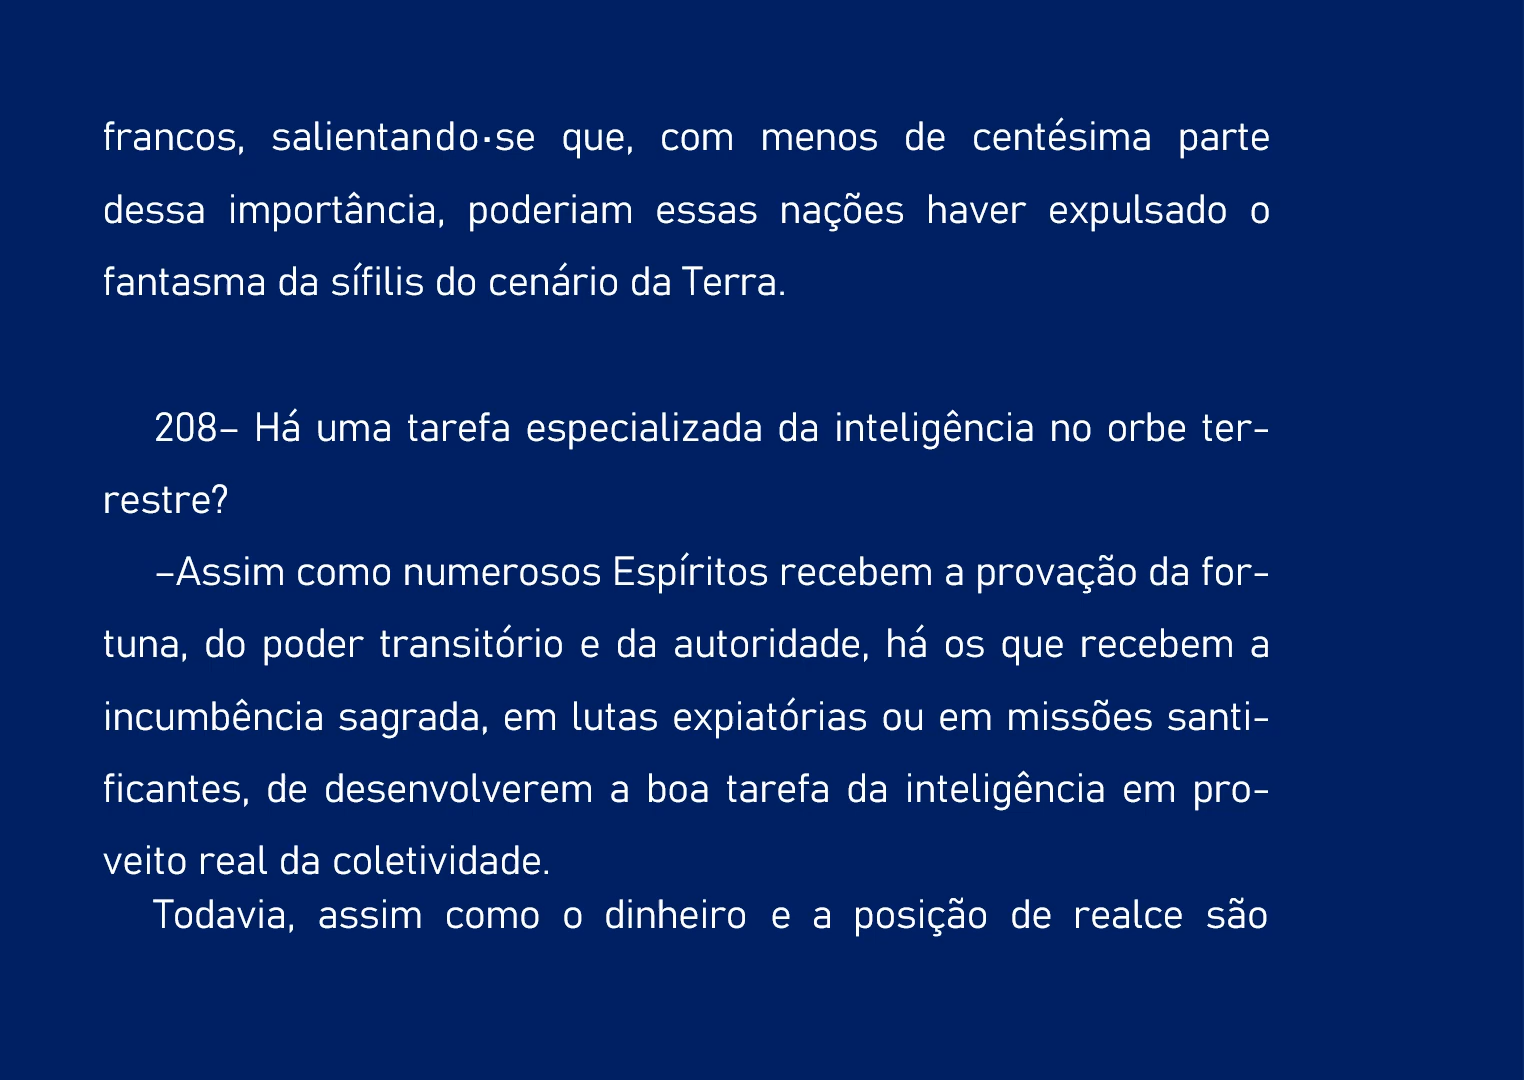 francos, salientando·se que, com menos de centésima parte
dessa importância, poderiam essas nações haver expulsado o
fantasma da sífilis do cenário da Terra.
208– Há uma tarefa especializada da inteligência no orbe ter-
restre?
–Assim como numerosos Espíritos recebem a provação da for-
tuna, do poder transitório e da autoridade, há os que recebem a
incumbência sagrada, em lutas expiatórias ou em missões santi-
ficantes, de desenvolverem a boa tarefa da inteligência em pro-
veito real da coletividade.
Todavia, assim como o dinheiro e a posição de realce são